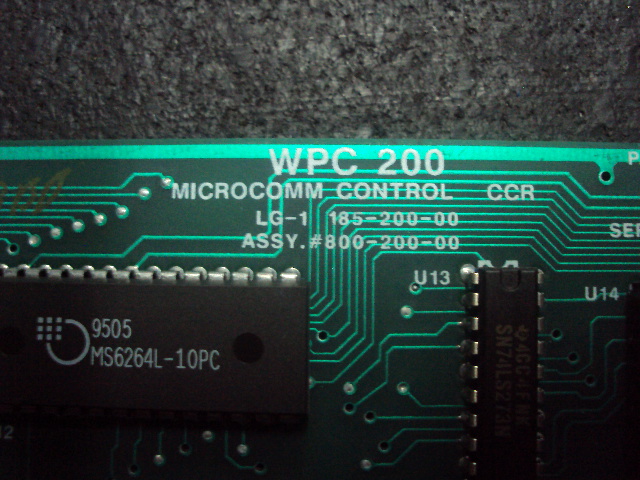 WPC 200
MICROCOMM CONTROL CCR
LG-1 185-200-00
ASSY.#800-200-00
U13
U14
9505
MS6264L-10PC
SN74LS273N